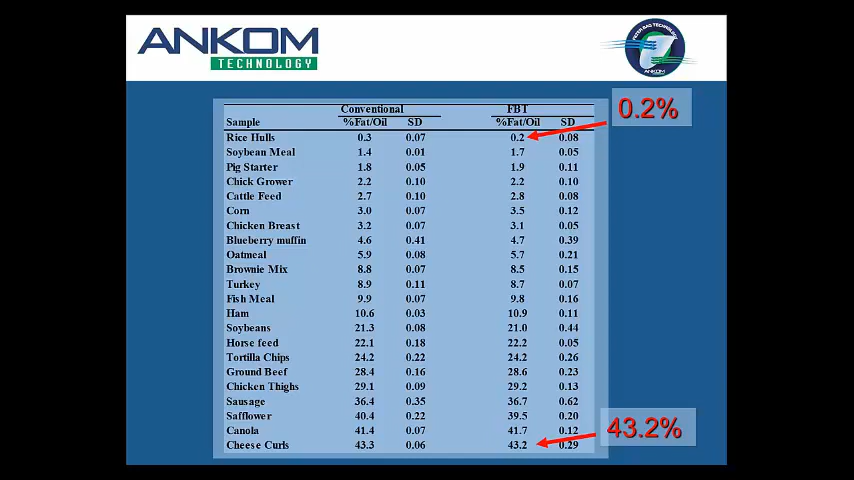 ANKOM
TECHNOLOGY
FILTER BAG TECHNOLOGY
ANKOM
Conventional FBT
Sample %Fat/Oil SD %Fat/Oil SD
Rice Hulls 0.3 0.07 0.2 0.08
Soybean Meal 1.4 0.01 1.7 0.05
Pig Starter 1.8 0.05 1.9 0.11
Chick Grower 2.2 0.10 2.2 0.10
Cattle Feed 2.7 0.10 2.8 0.08
Corn 3.0 0.07 3.5 0.12
Chicken Breast 3.2 0.07 3.1 0.05
Blueberry muffin 4.6 0.41 4.7 0.39
Oatmeal 5.9 0.08 5.7 0.21
Brownie Mix 8.8 0.07 8.5 0.15
Turkey 8.9 0.11 8.7 0.07
Fish Meal 9.9 0.07 9.8 0.16
Ham 10.6 0.03 10.9 0.11
Soybeans 21.3 0.08 21.0 0.44
Horse feed 22.1 0.18 22.2 0.05
Tortilla Chips 24.2 0.22 24.2 0.26
Ground Beef 28.4 0.16 28.6 0.23
Chicken Thighs 29.1 0.09 29.2 0.13
Sausage 36.4 0.35 36.7 0.62
Safflower 40.4 0.22 39.5 0.20
Canola 41.4 0.07 41.7 0.12
Cheese Curls 43.3 0.06 43.2 0.29
0.2%
43.2%